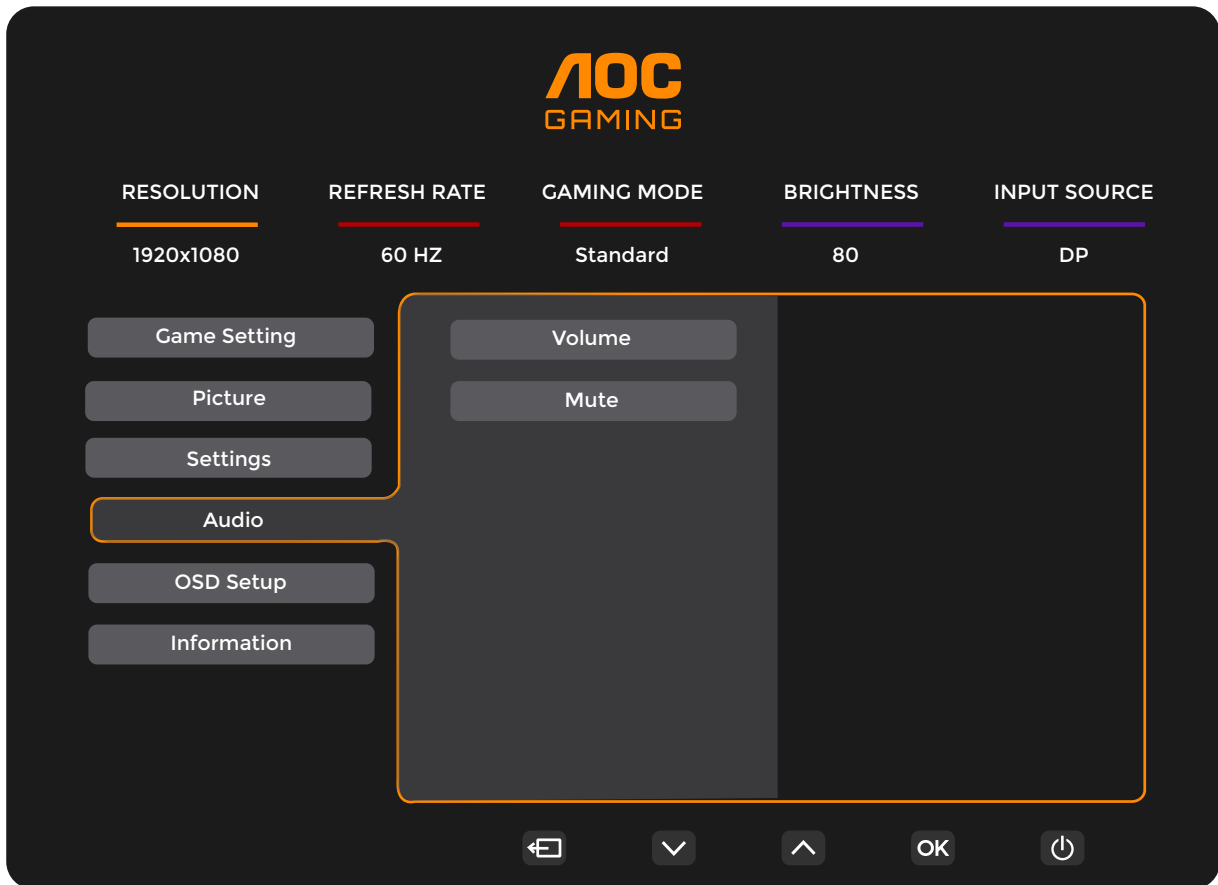 AOC
GAMING
RESOLUTION REFRESH RATE GAMING MODE BRIGHTNESS INPUT SOURCE
1920x1080 60 HZ Standard 80 DP
Game Setting
Volume
Picture
Mute
Settings
Audio
OSD Setup
Information
OK